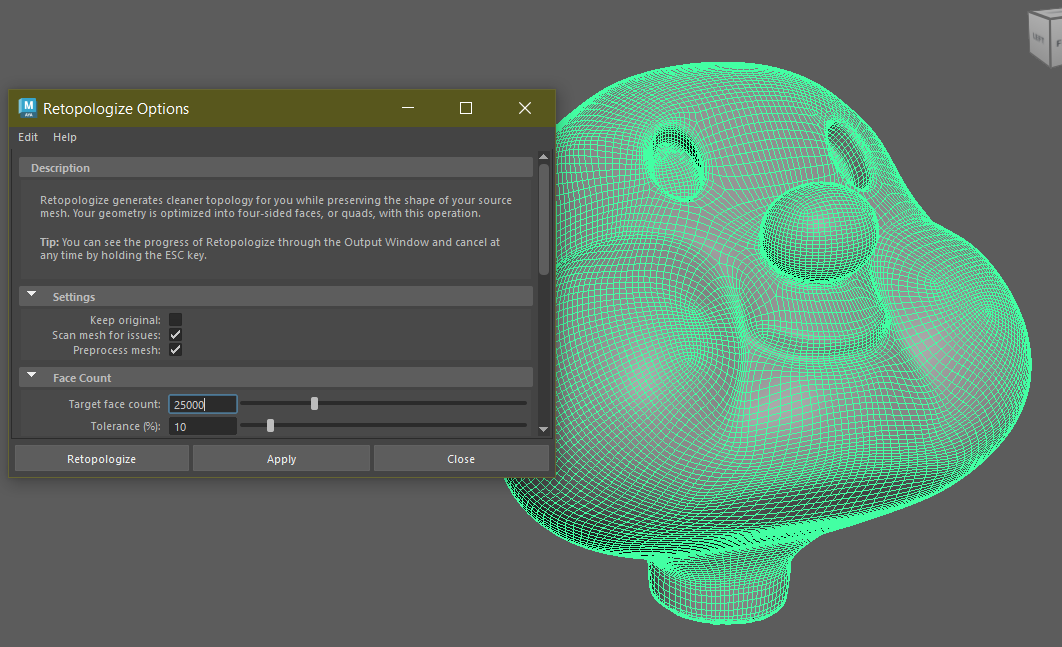 Retopologize Options
Edit Help
Description
Retopologize generates cleaner topology for you while preserving the shape of your source
mesh. Your geometry is optimized into four-sided faces, or quads, with this operation.
Tip: You can see the progress of Retopologize through the Output Window and cancel at
any time by holding the ESC key.
Settings
Keep original:
Scan mesh for issues:
Preprocess mesh:
Face Count
Target face count: 25000
Tolerance (%): 10
Retopologize Apply Close
M
LEFT
F